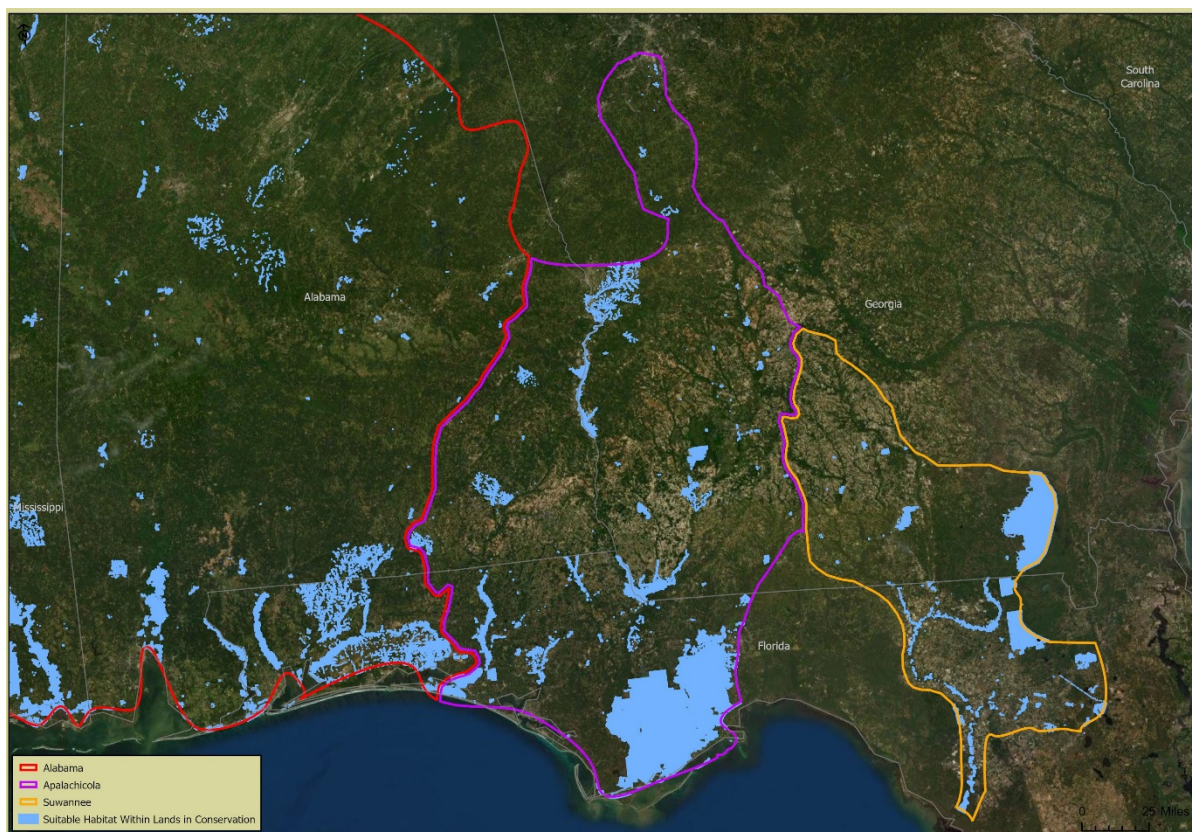 South
Carolina
Alabama
Georgia
Mississippi
Florida
Alabama
Apalachicola
Suwannee
Suitable Habitat Within Lands in Conservation
0 25 Miles